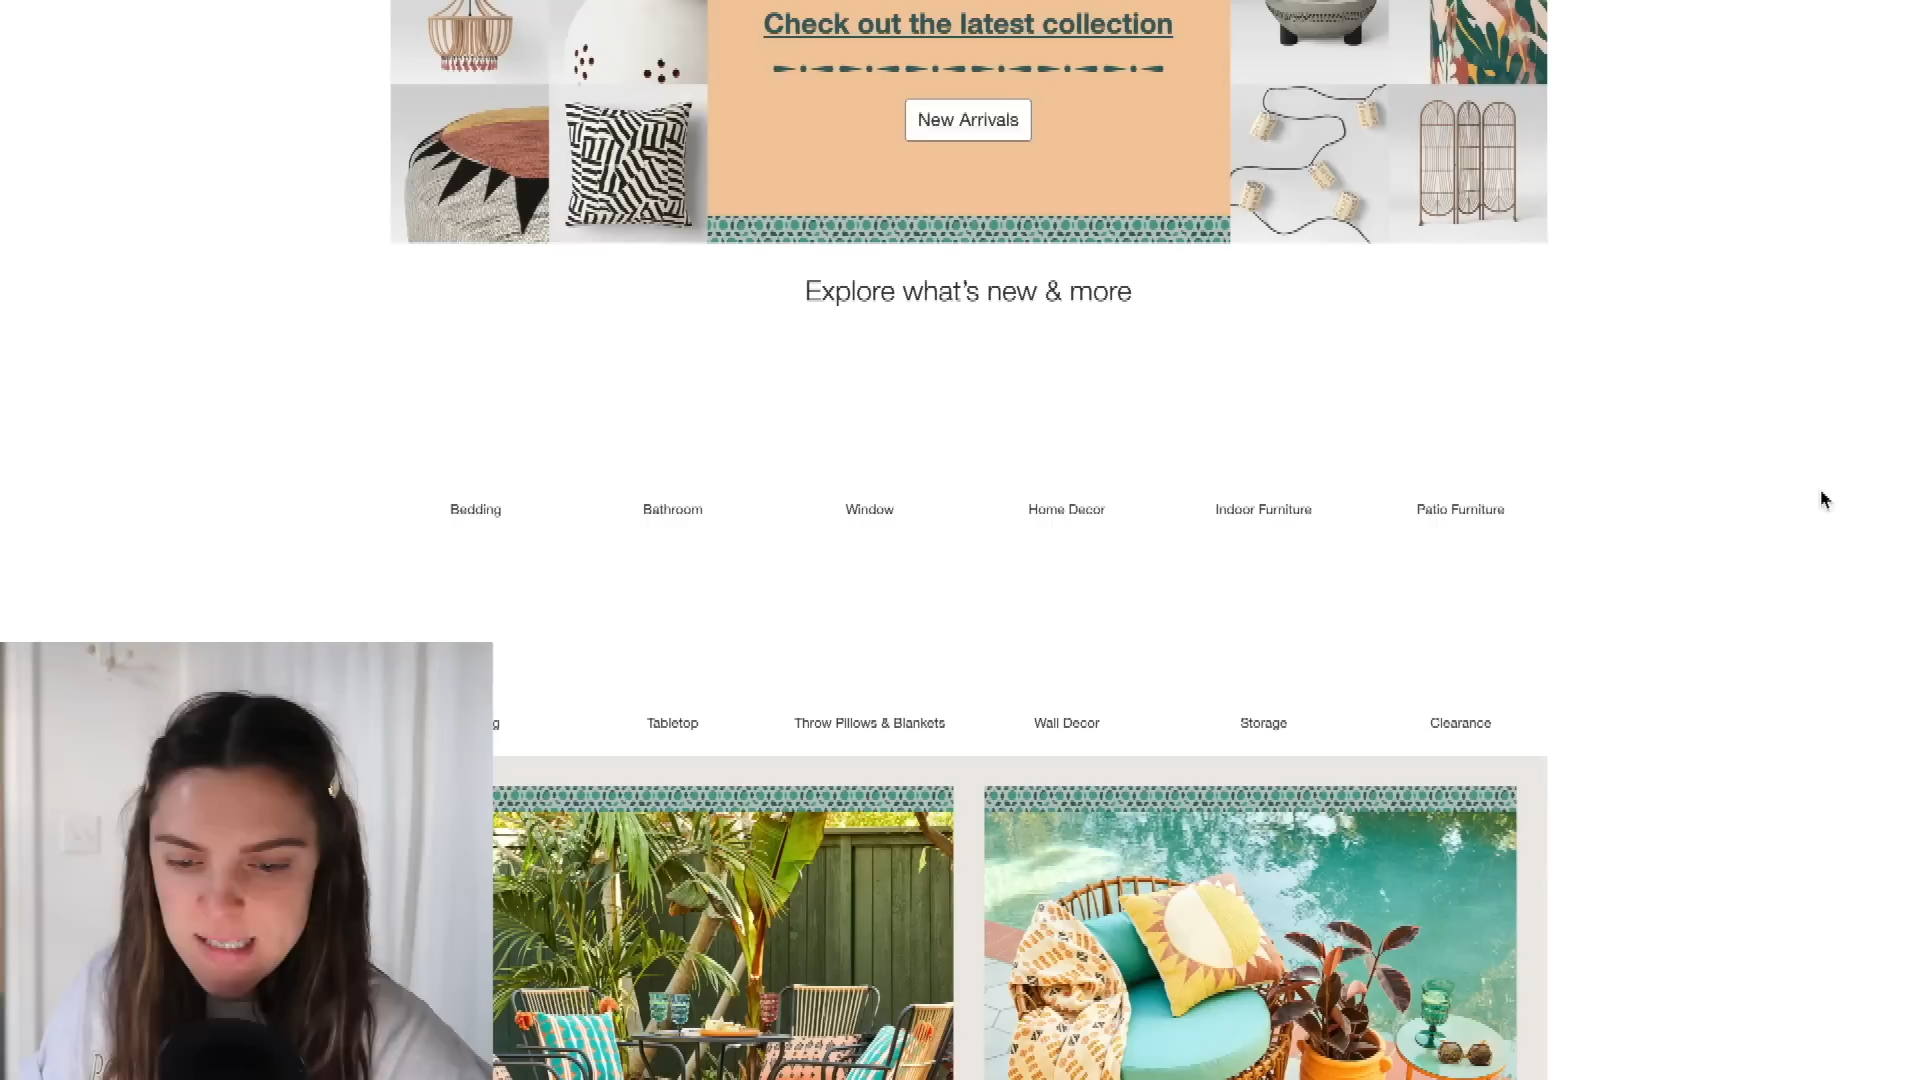 Check out the latest collection
New Arrivals
Explore what's new & more
Bedding
Bathroom
Window
Home Decor
Indoor Furniture
Patio Furniture
Tabletop
Throw Pillows & Blankets
Wall Decor
Storage
Clearance